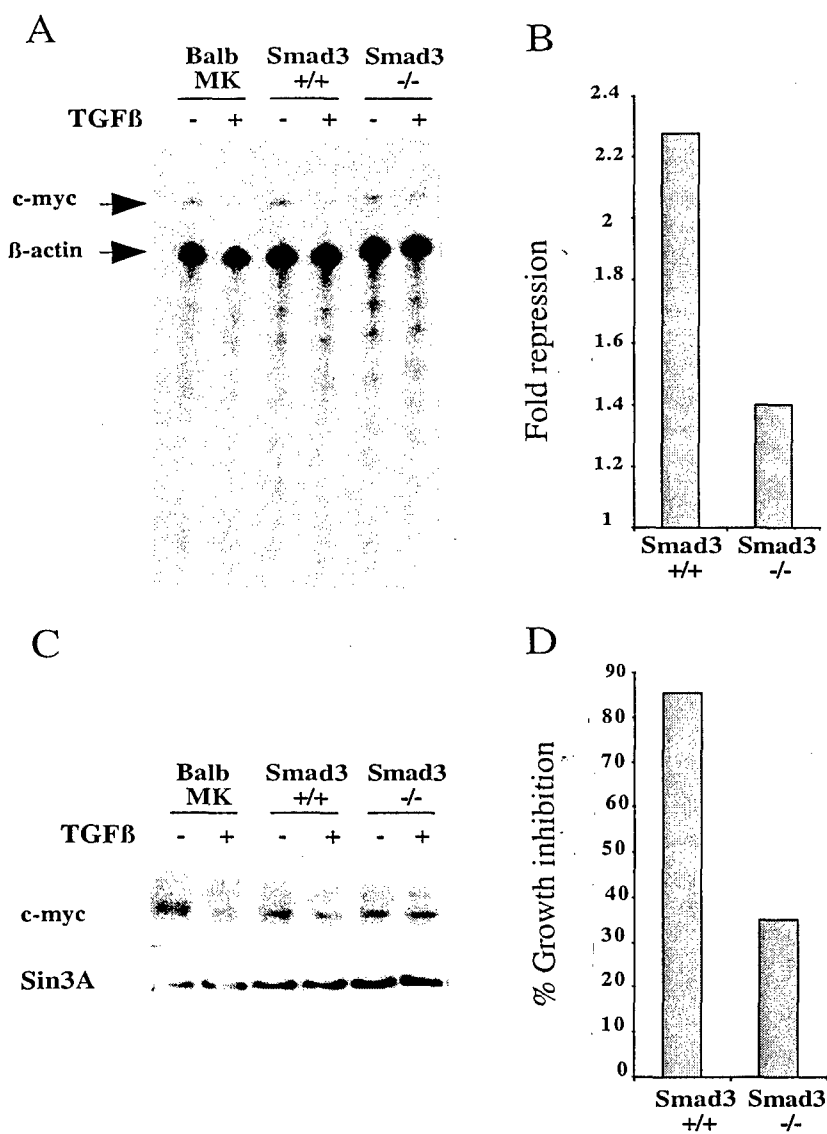 A
Balb Smad3 Smad3
MK +/+ -/-
TGFß - + - + - +
c-myc
ß-actin
B
2.4
2.2
2
1.8
1.6
1.4
1.2
1
Fold repression
Smad3 Smad3
+/+ -/-
C
Balb Smad3 Smad3
MK +/+ -/-
TGFß - + - + - +
c-myc
Sin3A
D
90
80
70
60
50
40
30
20
10
0
% Growth inhibition
Smad3 Smad3
+/+ -/-